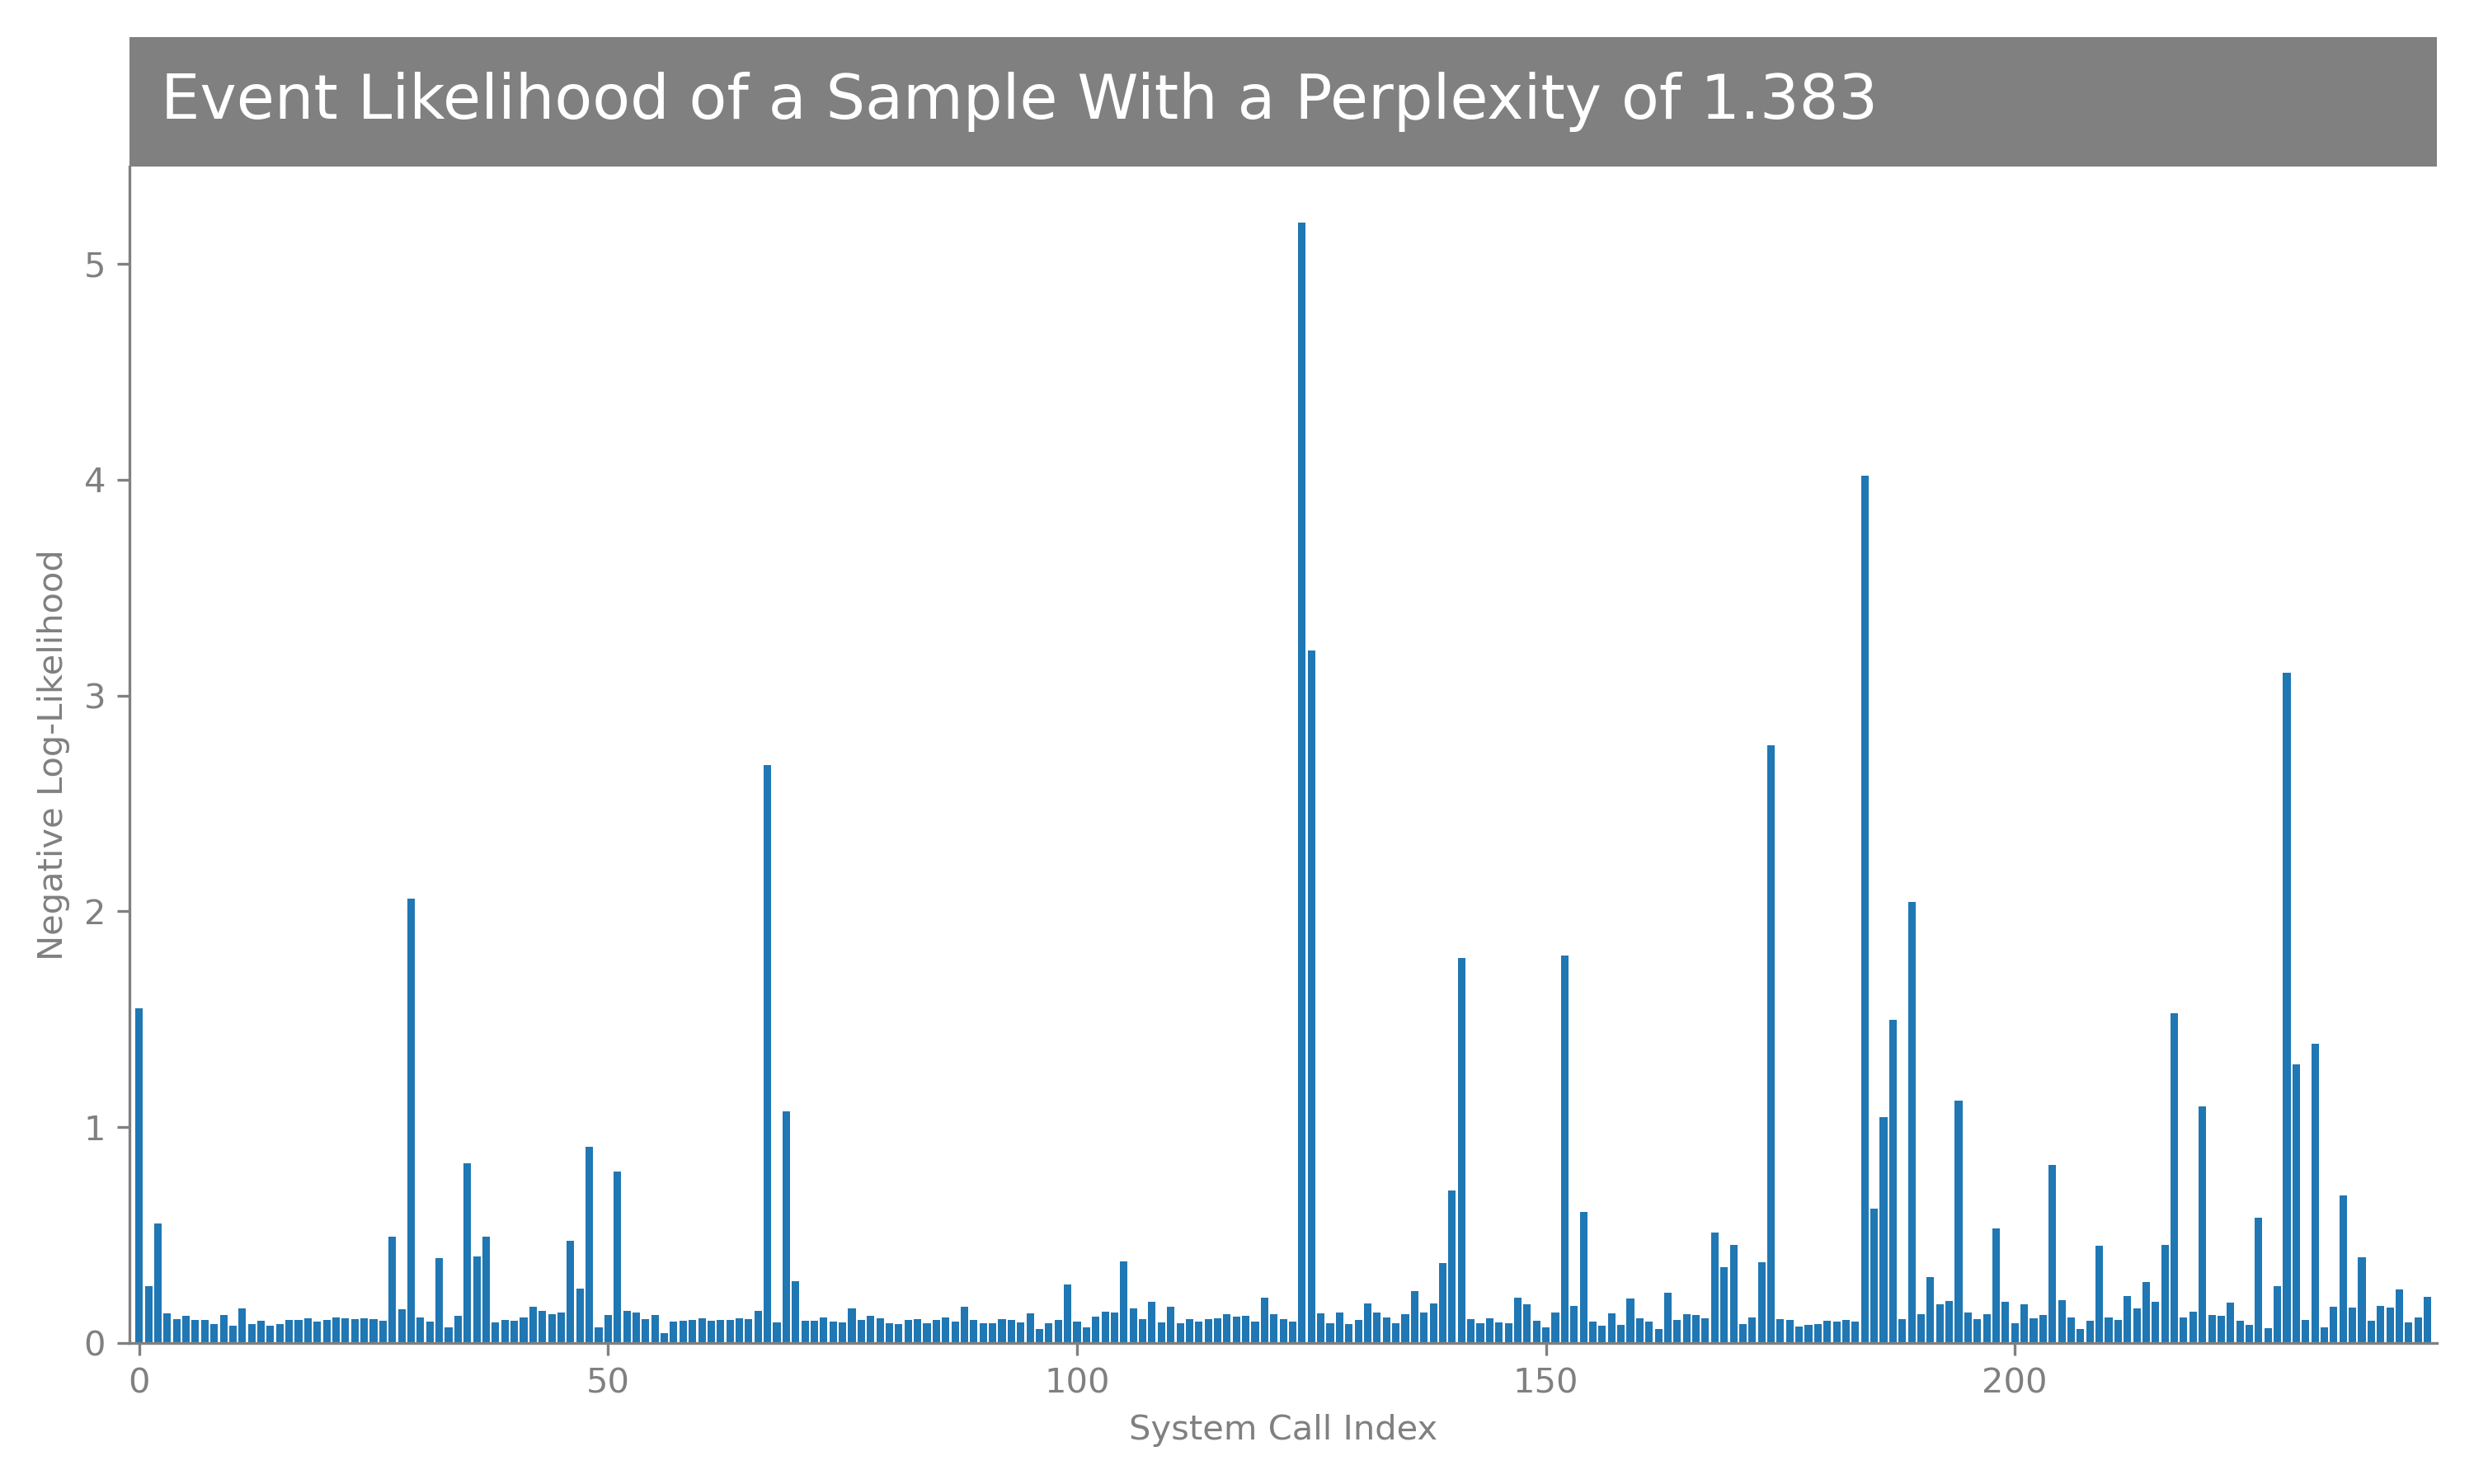 Event Likelihood of a Sample With a Perplexity of 1.383
Negative Log-Likelihood
5
4
3
2
1
0
0 50 100 150 200
System Call Index